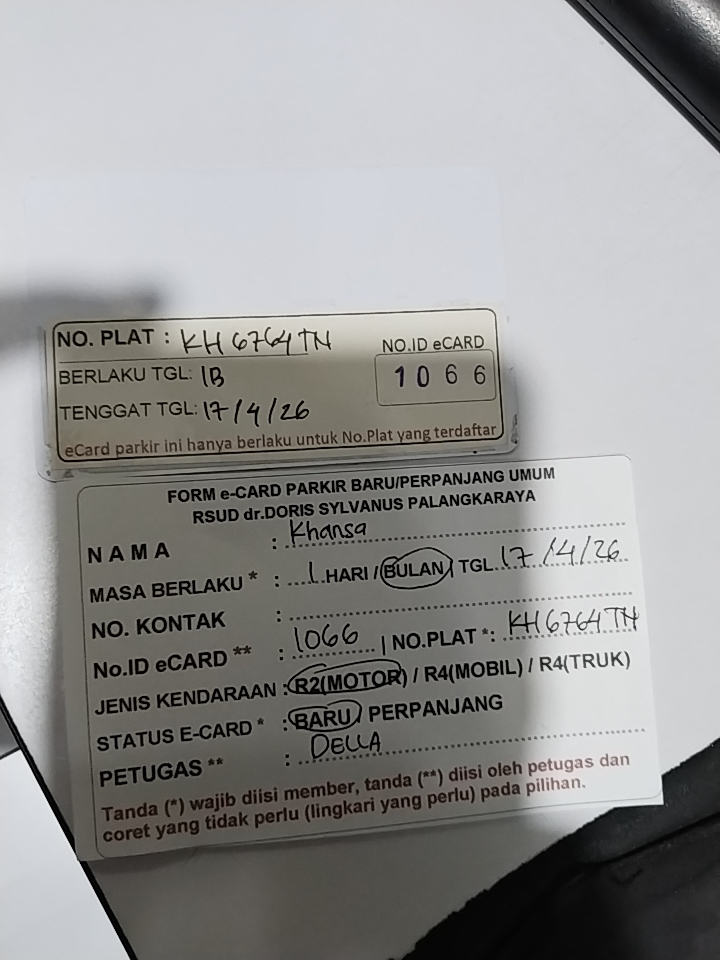 NO. PLAT : KH 6764 TN
NO.ID eCARD
BERLAKU TGL: 1B
1 0 6 6
TENGGAT TGL: 17/4/26
eCard parkir ini hanya berlaku untuk No.Plat yang terdaftar
FORM e-CARD PARKIR BARU/PERPANJANG UMUM
RSUD dr.DORIS SYLVANUS PALANGKARAYA
NAMA : Khansa
MASA BERLAKU * : 1 HARI / BULAN | TGL. 17/4/26
NO. KONTAK :
No.ID eCARD ** : 1066 | NO.PLAT *: KH 6764 TN
JENIS KENDARAAN : R2(MOTOR) / R4(MOBIL) / R4(TRUK)
STATUS E-CARD * : BARU / PERPANJANG
PETUGAS ** : DELLA
Tanda (*) wajib diisi member, tanda (**) diisi oleh petugas dan
coret yang tidak perlu (lingkari yang perlu) pada pilihan.